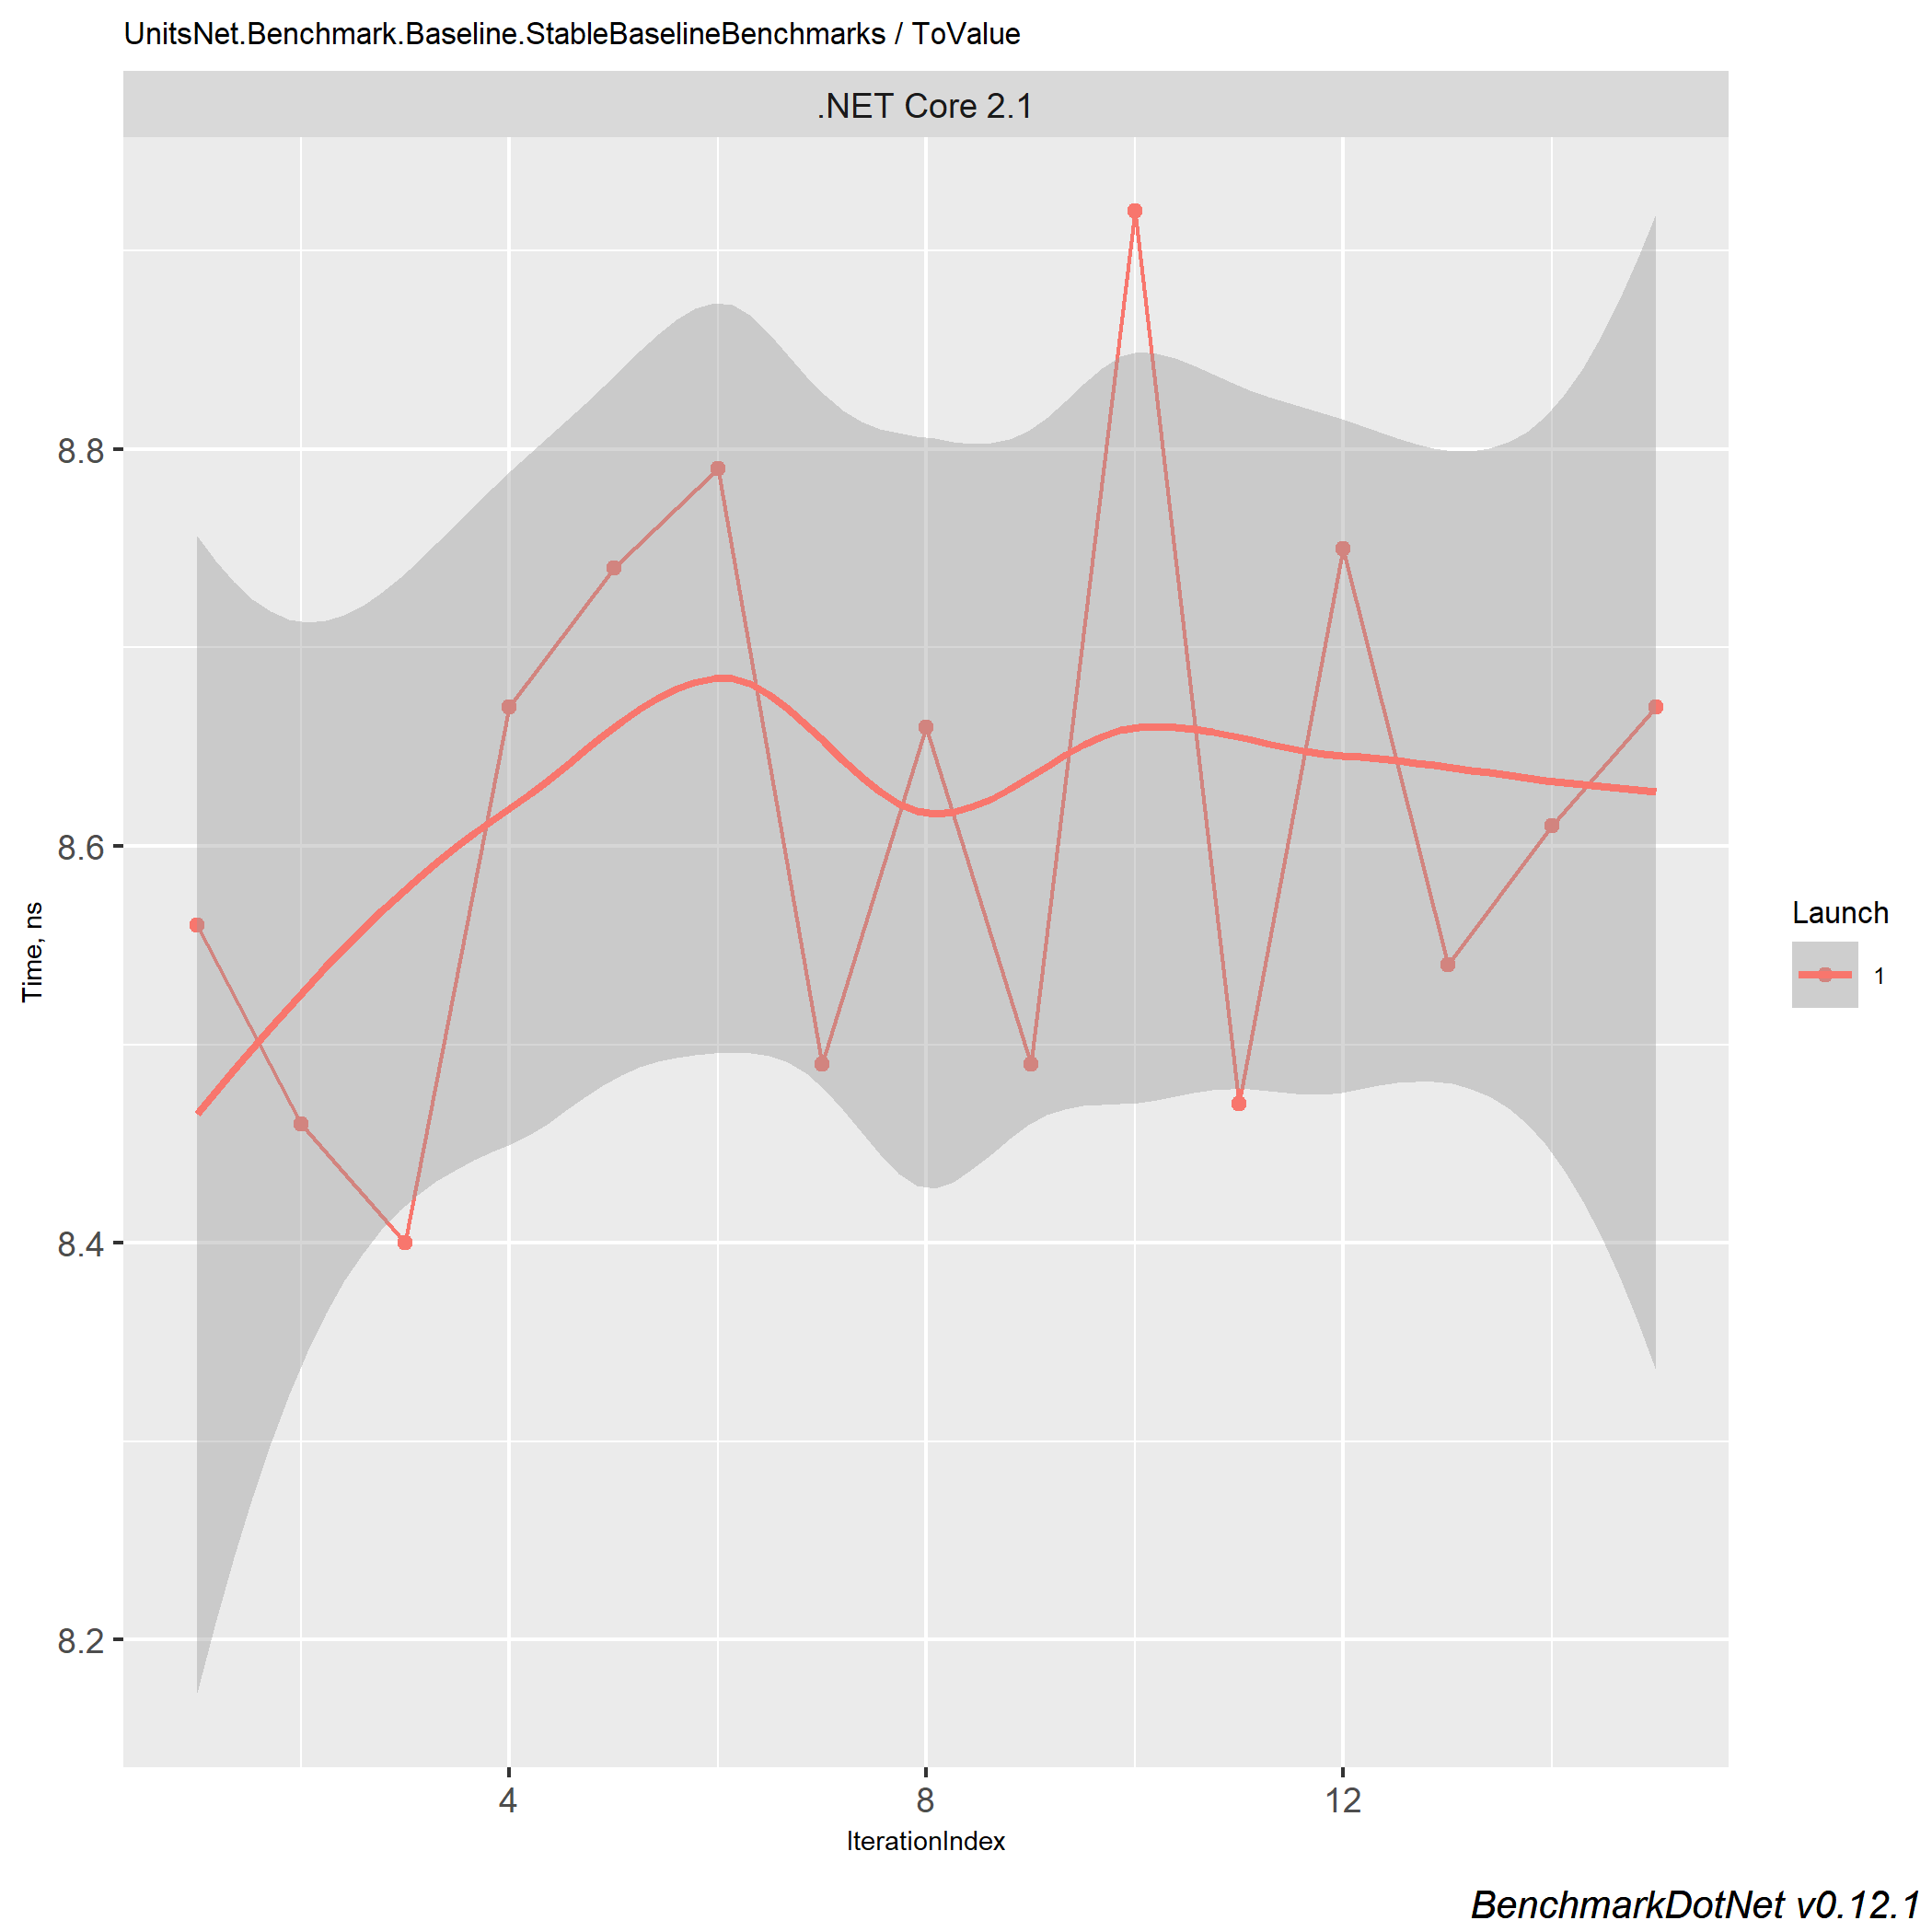 UnitsNet.Benchmark.Baseline.StableBaselineBenchmarks / ToValue
.NET Core 2.1
8.8
8.6
8.4
8.2
Time, ns
4
8
12
IterationIndex
Launch
1
BenchmarkDotNet v0.12.1